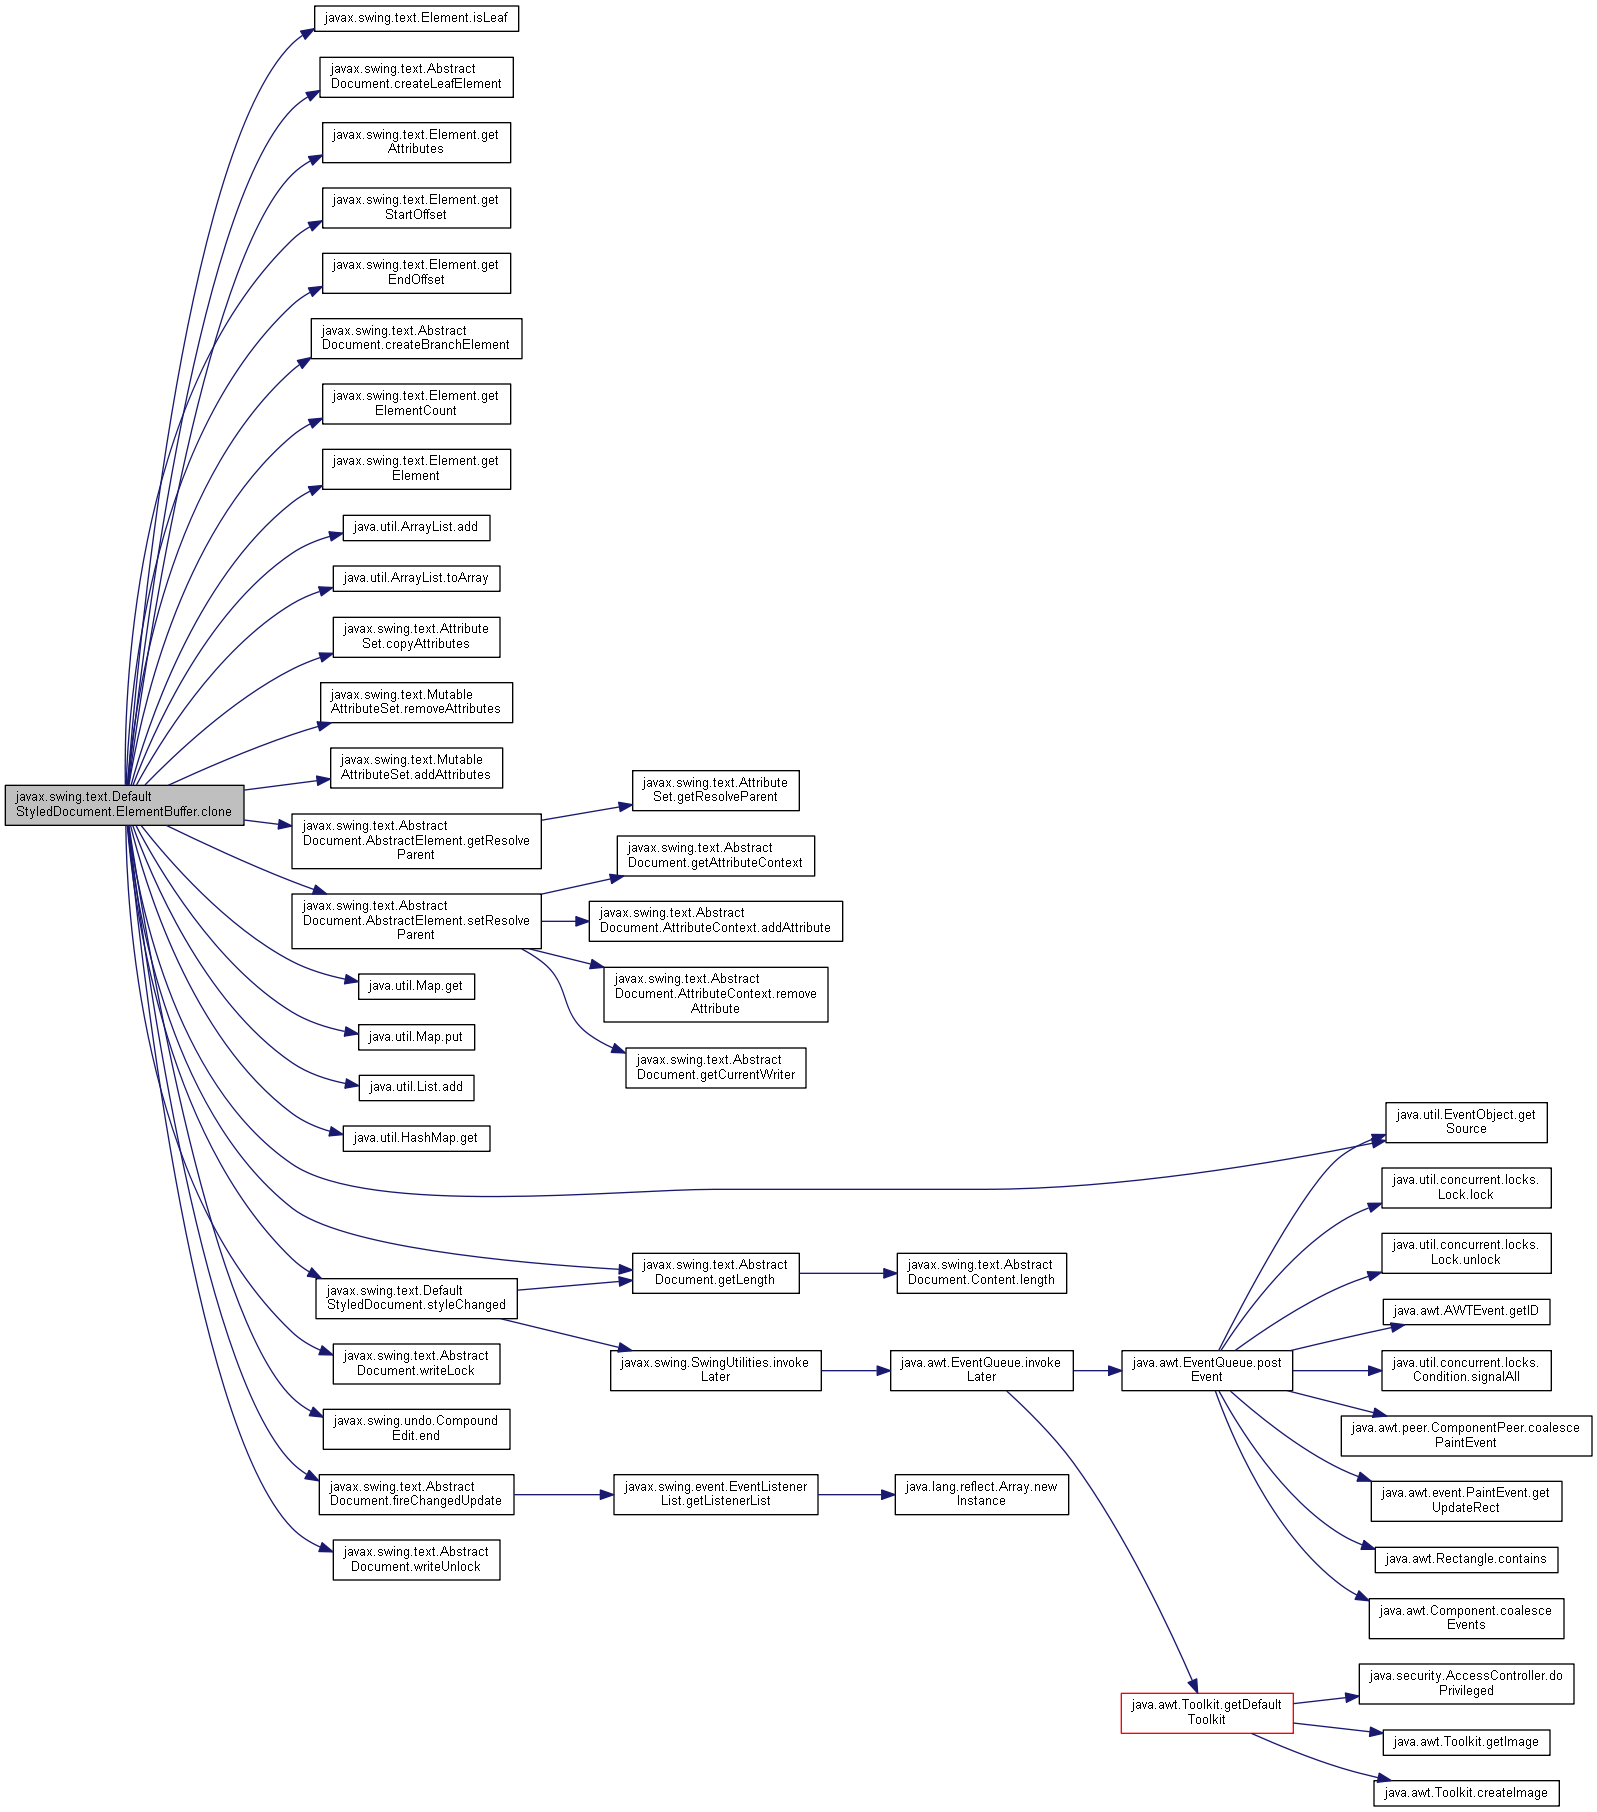 javax.swing.text.Element.isLeaf
javax.swing.text.Abstract
Document.createLeafElement
javax.swing.text.Element.get
Attributes
javax.swing.text.Element.get
StartOffset
javax.swing.text.Element.get
EndOffset
javax.swing.text.Abstract
Document.createBranchElement
javax.swing.text.Element.get
ElementCount
javax.swing.text.Element.get
Element
java.util.ArrayList.add
java.util.ArrayList.toArray
javax.swing.text.Attribute
Set.copyAttributes
javax.swing.text.Mutable
AttributeSet.removeAttributes
javax.swing.text.Mutable
AttributeSet.addAttributes
javax.swing.text.Default
StyledDocument.ElementBuffer.clone
javax.swing.text.Abstract
Document.AbstractElement.getResolve
Parent
javax.swing.text.Attribute
Set.getResolveParent
javax.swing.text.Abstract
Document.AbstractElement.setResolve
Parent
javax.swing.text.Abstract
Document.getAttributeContext
javax.swing.text.Abstract
Document.AttributeContext.addAttribute
javax.swing.text.Abstract
Document.AttributeContext.remove
Attribute
javax.swing.text.Abstract
Document.getCurrentWriter
java.util.Map.get
java.util.Map.put
java.util.List.add
java.util.HashMap.get
java.util.EventObject.get
Source
java.util.concurrent.locks.
Lock.lock
java.util.concurrent.locks.
Lock.unlock
javax.swing.text.Abstract
Document.getLength
javax.swing.text.Abstract
Document.Content.length
javax.swing.text.Default
StyledDocument.styleChanged
java.awt.AWTEvent.getID
javax.swing.text.Abstract
Document.writeLock
javax.swing.SwingUtilities.invoke
Later
java.awt.EventQueue.invoke
Later
java.awt.EventQueue.post
Event
java.util.concurrent.locks.
Condition.signalAll
javax.swing.undo.Compound
Edit.end
java.awt.peer.ComponentPeer.coalesce
PaintEvent
javax.swing.text.Abstract
Document.fireChangedUpdate
javax.swing.event.EventListener
List.getListenerList
java.lang.reflect.Array.new
Instance
java.awt.event.PaintEvent.get
UpdateRect
javax.swing.text.Abstract
Document.writeUnlock
java.awt.Rectangle.contains
java.awt.Component.coalesce
Events
java.awt.Toolkit.getDefault
Toolkit
java.security.AccessController.do
Privileged
java.awt.Toolkit.getImage
java.awt.Toolkit.createImage